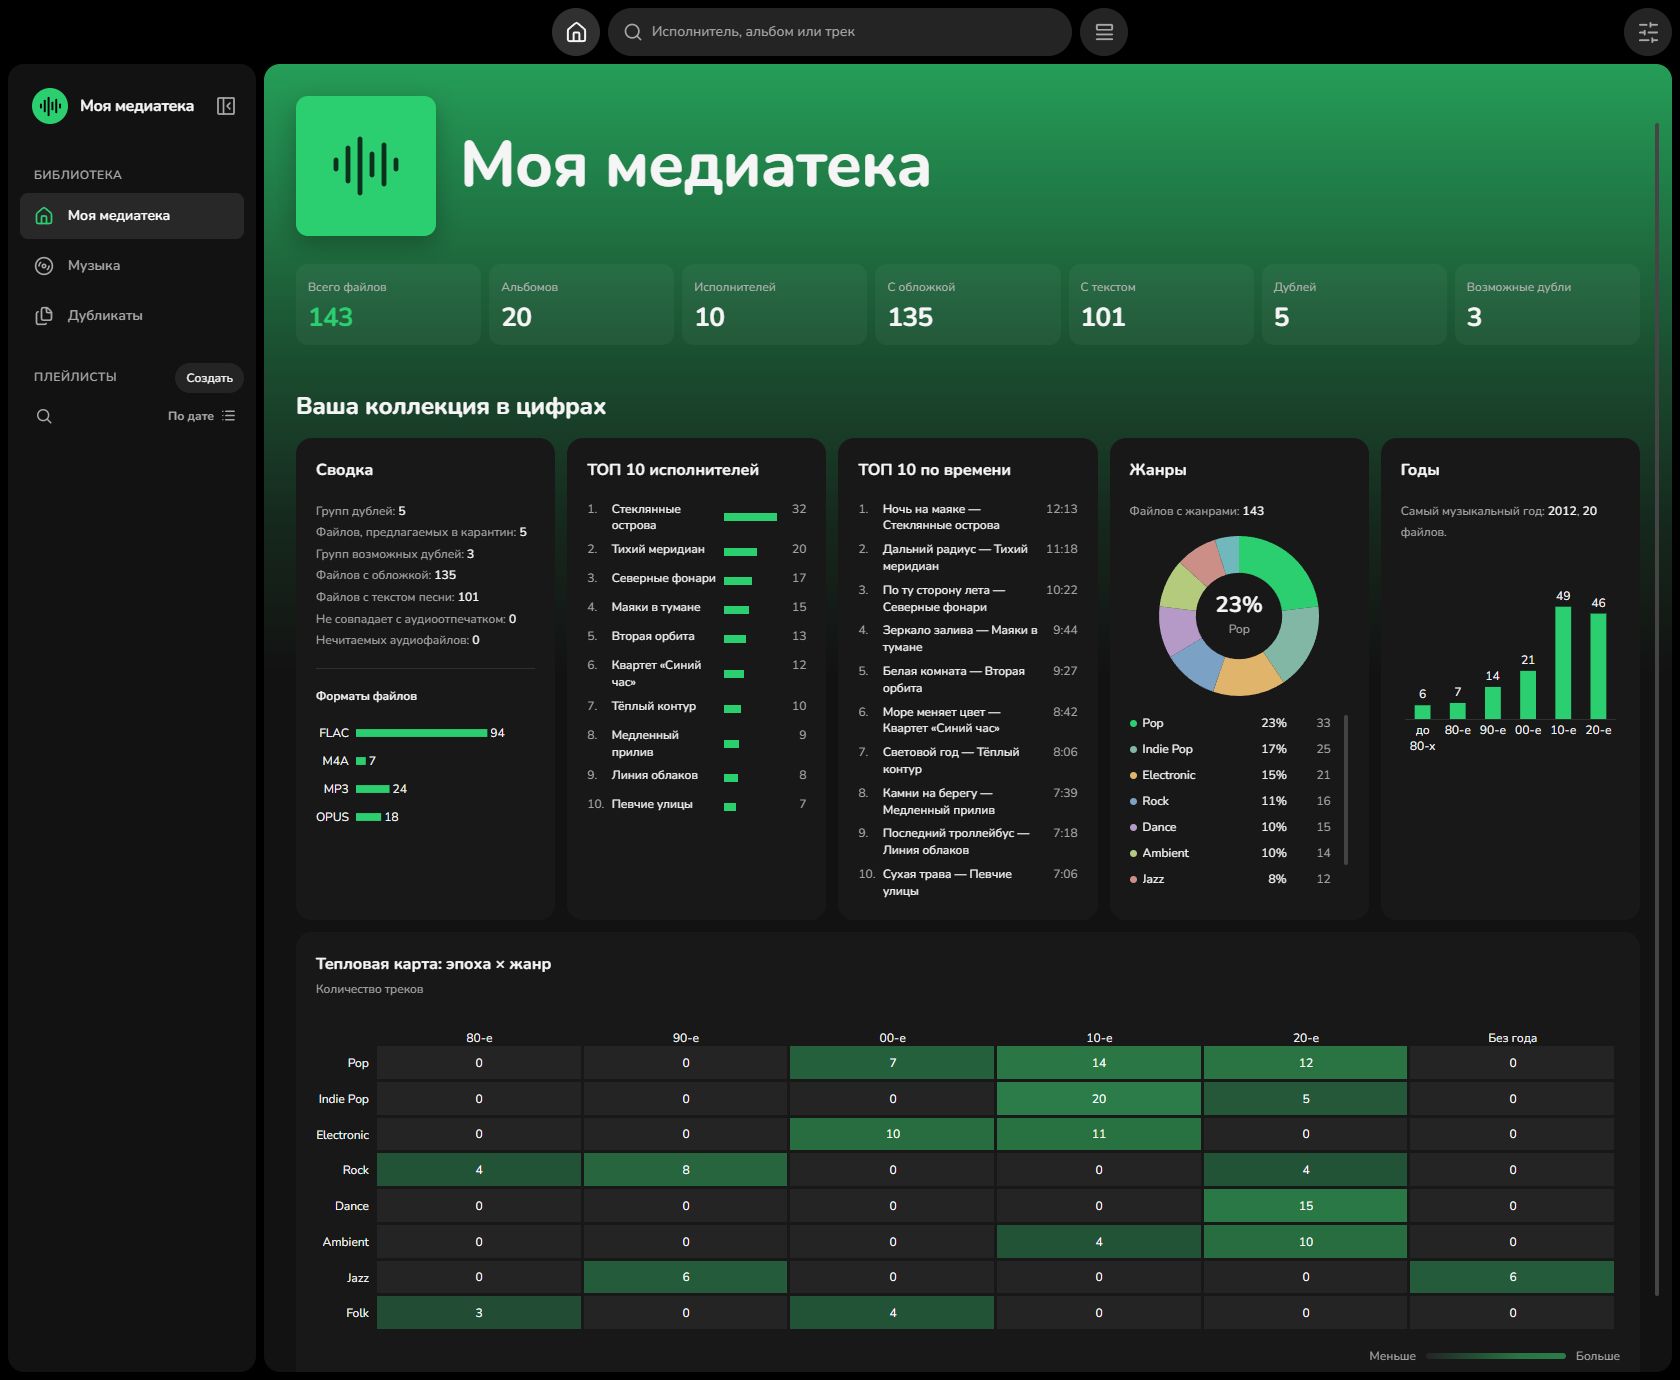 Исполнитель, альбом или трек
Моя медиатека
БИБЛИОТЕКА
Моя медиатека
Музыка
Дубликаты
ПЛЕЙЛИСТЫ
Создать
По дате
Моя медиатека
Всего файлов
143
Альбомов
20
Исполнителей
10
С обложкой
135
С текстом
101
Дублей
5
Возможные дубли
3
Ваша коллекция в цифрах
Сводка
Групп дублей: 5
Файлов, предлагаемых в карантин: 5
Групп возможных дублей: 3
Файлов с обложкой: 135
Файлов с текстом песни: 101
Не совпадает с аудиоотпечатком: 0
Нечитаемых аудиофайлов: 0
Форматы файлов
FLAC 94
M4A 7
MP3 24
OPUS 18
ТОП 10 исполнителей
1. Стеклянные 32
острова
2. Тихий меридиан 20
3. Северные фонари 17
4. Маяки в тумане 15
5. Вторая орбита 13
6. Квартет «Синий 12
час»
7. Тёплый контур 10
8. Медленный 9
прилив
9. Линия облаков 8
10. Певчие улицы 7
ТОП 10 по времени
1. Ночь на маяке — 12:13
Стеклянные острова
2. Дальний радиус — Тихий 11:18
меридиан
3. По ту сторону лета — 10:22
Северные фонари
4. Зеркало залива — Маяки в 9:44
тумане
5. Белая комната — Вторая 9:27
орбита
6. Море меняет цвет — 8:42
Квартет «Синий час»
7. Световой год — Тёплый 8:06
контур
8. Камни на берегу — 7:39
Медленный прилив
9. Последний троллейбус — 7:18
Линия облаков
10. Сухая трава — Певчие 7:06
улицы
Жанры
Файлов с жанрами: 143
23%
Pop
Pop 23% 33
Indie Pop 17% 25
Electronic 15% 21
Rock 11% 16
Dance 10% 15
Ambient 10% 14
Jazz 8% 12
Годы
Самый музыкальный год: 2012, 20
файлов.
6 7 14 21 49 46
до 80-е 90-е 00-е 10-е 20-е
80-х
Тепловая карта: эпоха × жанр
Количество треков
80-е 90-е 00-е 10-е 20-е Без года
Pop 0 0 7 14 12 0
Indie Pop 0 0 0 20 5 0
Electronic 0 0 10 11 0 0
Rock 4 8 0 0 4 0
Dance 0 0 0 0 15 0
Ambient 0 0 0 4 10 0
Jazz 0 6 0 0 0 6
Folk 3 0 4 0 0 0
Меньше Больше